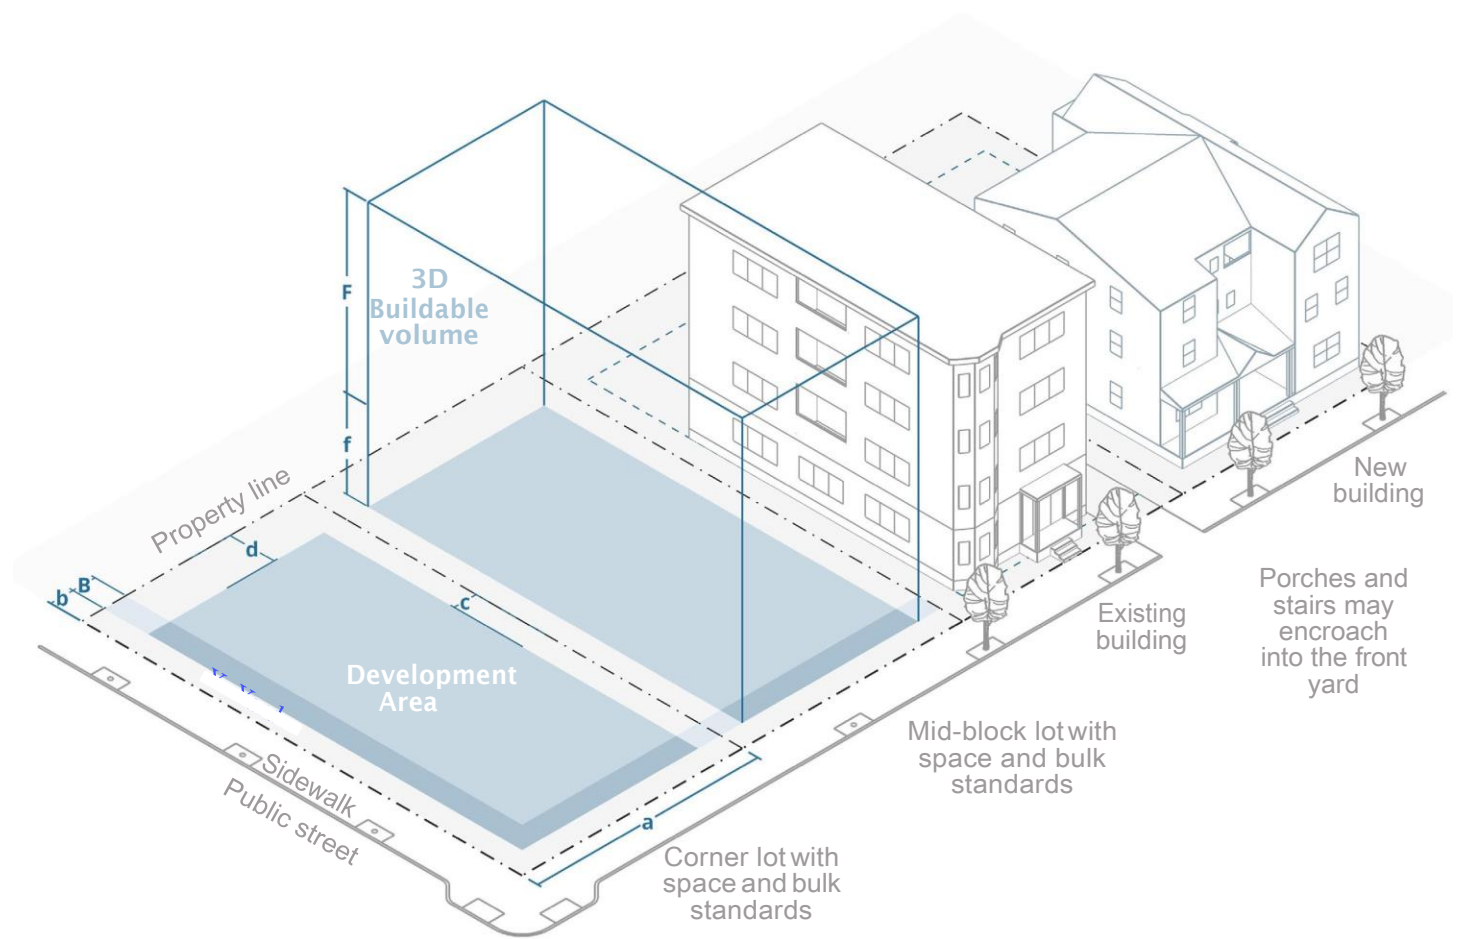 F
3D
Buildable
volume
f
Property line
d
B
b
c
Development
Area
Sidewalk
Public street
a
New
building
Porches and
stairs may
encroach
into the front
yard
Existing
building
Mid-block lot with
space and bulk
standards
Corner lot with
space and bulk
standards